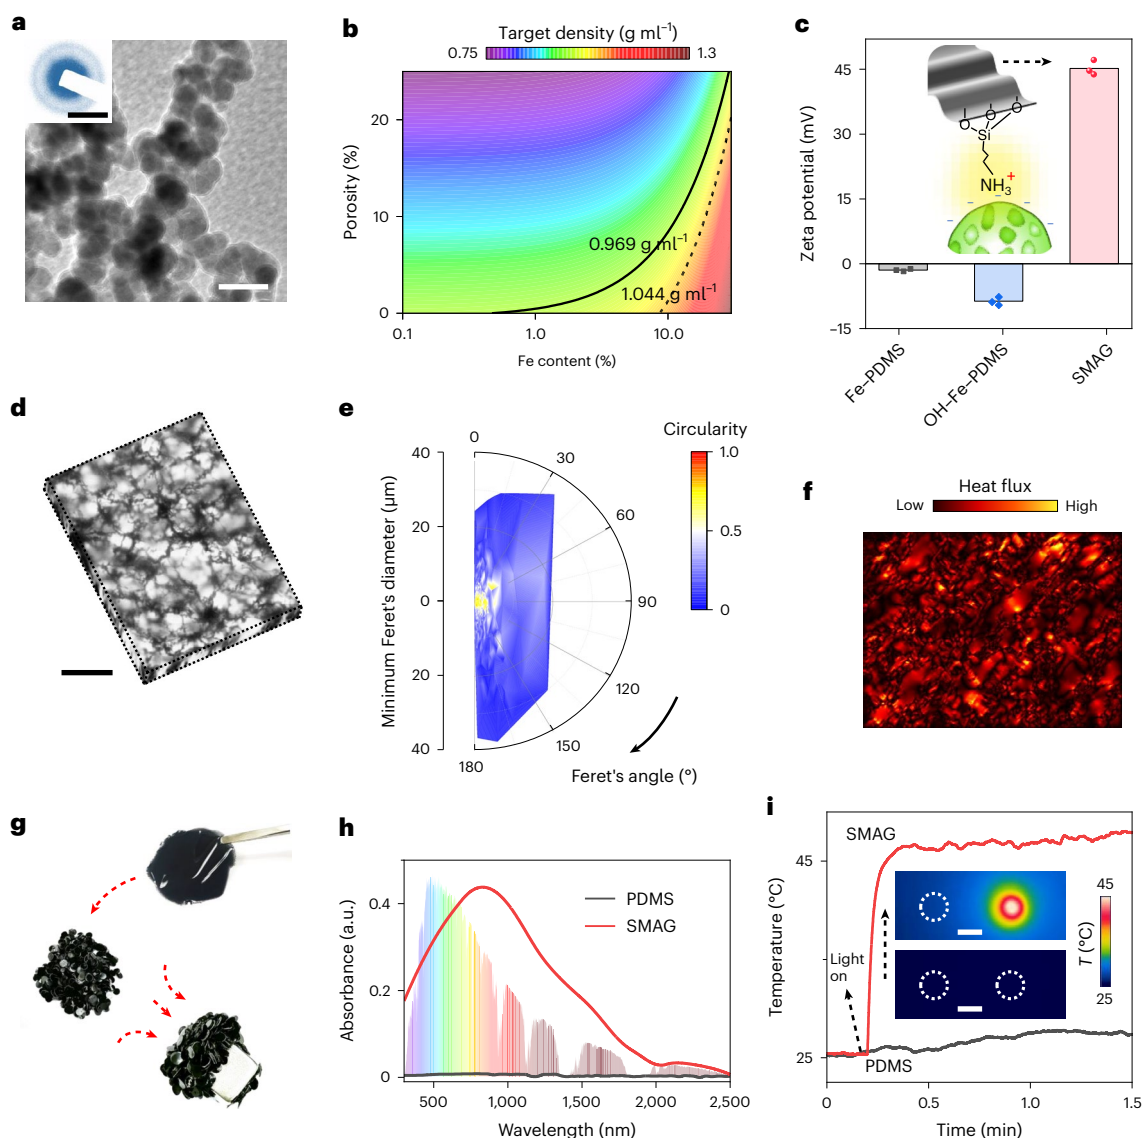 a
b
Target density (g ml⁻¹)
0.75
1.3
Porosity (%)
20
10
0
0.969 g ml⁻¹
1.044 g ml⁻¹
0.1
1.0
10.0
Fe content (%)
c
Zeta potential (mV)
45
30
15
0
–15
O
O
O
Si
NH₃
+
–
–
–
–
–
Fe–PDMS
OH–Fe–PDMS
SMAG
d
e
Circularity
1.0
0.5
0
Minimum Feret's diameter (µm)
40
20
0
20
40
0
30
60
90
120
150
180
Feret's angle (°)
f
Heat flux
Low
High
g
h
Absorbance (a.u.)
0.4
0.2
0
PDMS
SMAG
500
1,000
1,500
2,000
2,500
Wavelength (nm)
i
Temperature (°C)
45
25
SMAG
Light
on
PDMS
45
T (°C)
25
0
0.5
1.0
1.5
Time (min)